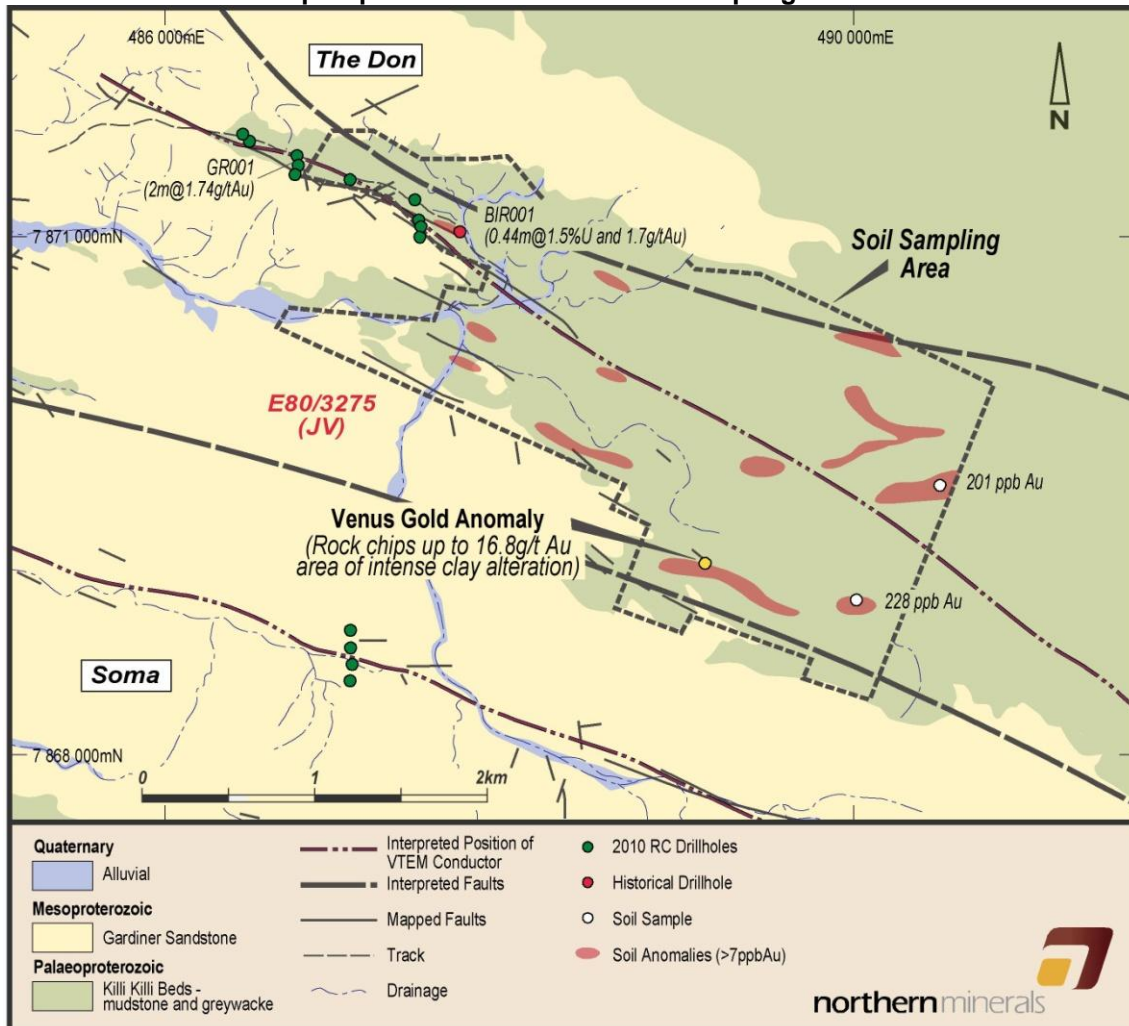 486 000mE
490 000mE
The Don
N
GR001
(2m@1.74g/tAu)
BIR001
(0.44m@1.5%U and 1.7g/tAu)
7 871 000mN
Soil Sampling
Area
E80/3275
(JV)
201 ppb Au
Venus Gold Anomaly
(Rock chips up to 16.8g/t Au
area of intense clay alteration)
228 ppb Au
Soma
7 868 000mN
0
1
2km
Quaternary
Alluvial
Mesoproterozoic
Gardiner Sandstone
Palaeoproterozoic
Killi Killi Beds -
mudstone and greywacke
Interpreted Position of
VTEM Conductor
Interpreted Faults
Mapped Faults
Track
Drainage
2010 RC Drillholes
Historical Drillhole
Soil Sample
Soil Anomalies (>7ppbAu)
northernminerals